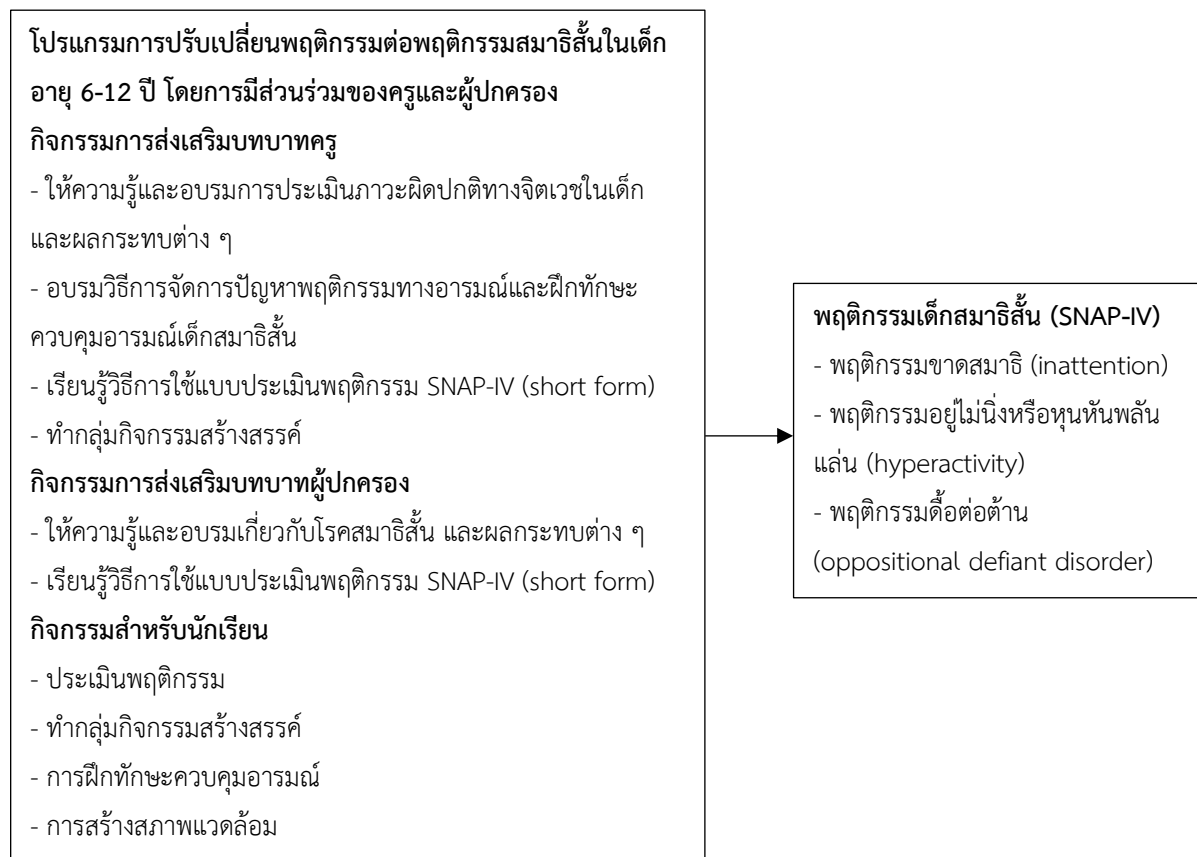 โปรแกรมการปรับเปลี่ยนพฤติกรรมต่อพฤติกรรมสมาธิสั้นในเด็ก
อายุ 6-12 ปี โดยการมีส่วนร่วมของครูและผู้ปกครอง
กิจกรรมการส่งเสริมบทบาทครู
- ให้ความรู้และอบรมการประเมินภาวะผิดปกติทางจิตเวชในเด็ก
และผลกระทบต่าง ๆ
- อบรมวิธีการจัดการปัญหาพฤติกรรมทางอารมณ์และฝึกทักษะ
ควบคุมอารมณ์เด็กสมาธิสั้น
- เรียนรู้วิธีการใช้แบบประเมินพฤติกรรม SNAP-IV (short form)
- ทำกลุ่มกิจกรรมสร้างสรรค์
กิจกรรมการส่งเสริมบทบาทผู้ปกครอง
- ให้ความรู้และอบรมเกี่ยวกับโรคสมาธิสั้น และผลกระทบต่าง ๆ
- เรียนรู้วิธีการใช้แบบประเมินพฤติกรรม SNAP-IV (short form)
กิจกรรมสำหรับนักเรียน
- ประเมินพฤติกรรม
- ทำกลุ่มกิจกรรมสร้างสรรค์
- การฝึกทักษะควบคุมอารมณ์
- การสร้างสภาพแวดล้อม
พฤติกรรมเด็กสมาธิสั้น (SNAP-IV)
- พฤติกรรมขาดสมาธิ (inattention)
- พฤติกรรมอยู่ไม่นิ่งหรือหุนหันพลัน
แล่น (hyperactivity)
- พฤติกรรมดื้อต่อต้าน
(oppositional defiant disorder)